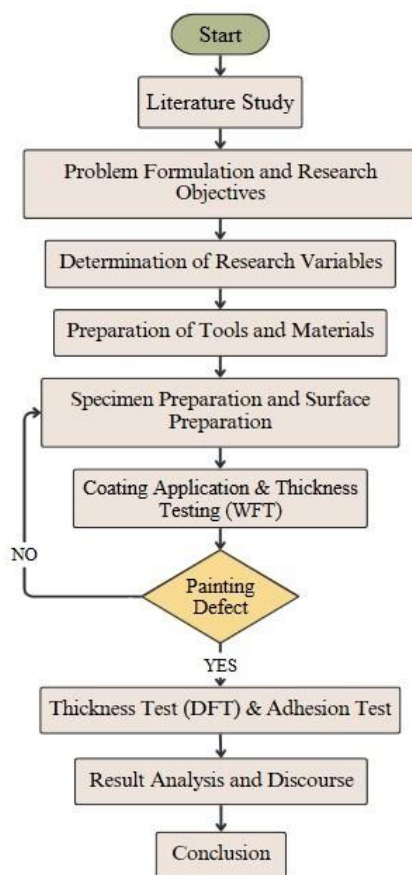 Start
Literature Study
Problem Formulation and Research
Objectives
Determination of Research Variables
Preparation of Tools and Materials
Specimen Preparation and Surface
Preparation
Coating Application & Thickness
Testing (WFT)
NO
Painting
Defect
YES
Thickness Test (DFT) & Adhesion Test
Result Analysis and Discourse
Conclusion